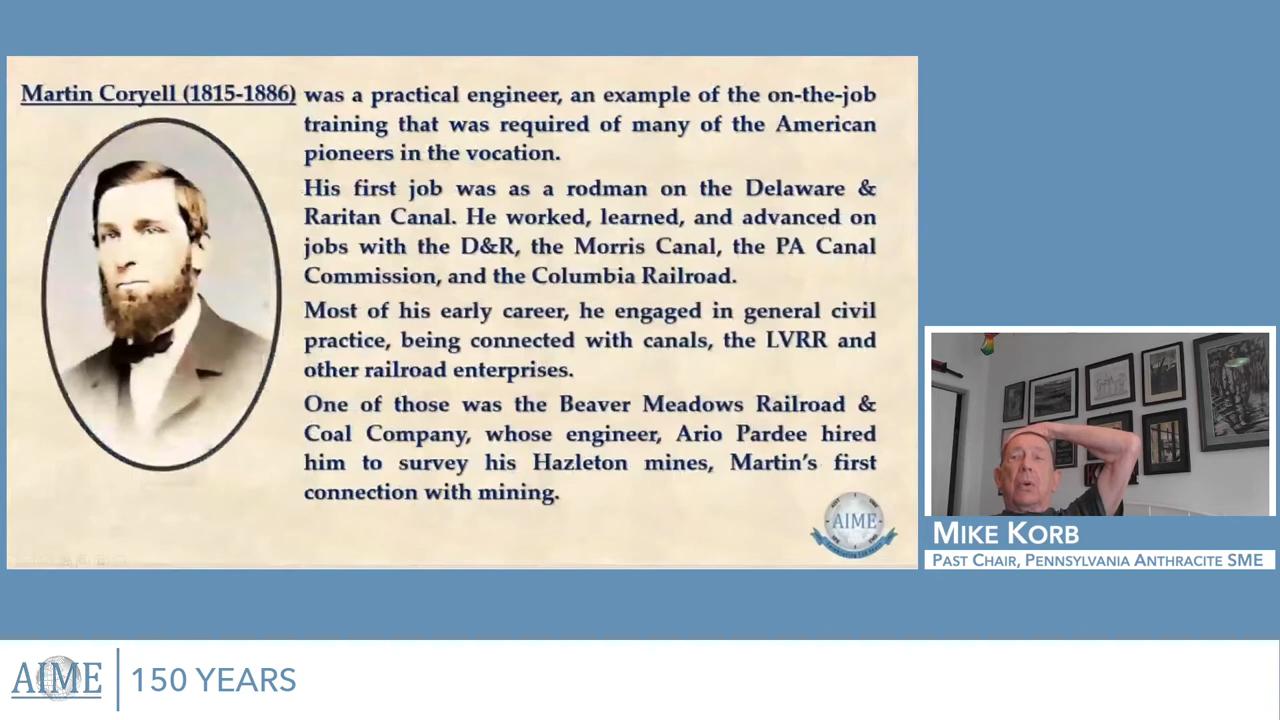 Martin Coryell (1815-1886) was a practical engineer, an example of the on-the-job
training that was required of many of the American
pioneers in the vocation.
His first job was as a rodman on the Delaware &
Raritan Canal. He worked, learned, and advanced on
jobs with the D&R, the Morris Canal, the PA Canal
Commission, and the Columbia Railroad.
Most of his early career, he engaged in general civil
practice, being connected with canals, the LVRR and
other railroad enterprises.
One of those was the Beaver Meadows Railroad &
Coal Company, whose engineer, Ario Pardee hired
him to survey his Hazleton mines, Martin's first
connection with mining.
AIME
MIKE KORB
PAST CHAIR, PENNSYLVANIA ANTHRACITE SME
AIME
150 YEARS